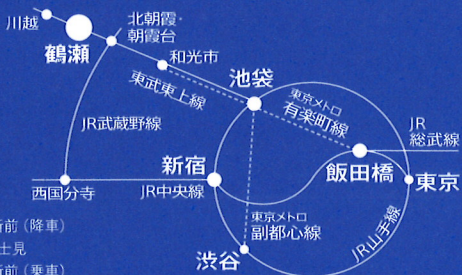 川越
鶴瀬
北朝霞・
朝霞台
和光市
東武東上線
池袋
東京メトロ
有楽町線
JR
総武線
JR武蔵野線
新宿
飯田橋
東京
西国分寺
JR中央線
東京メトロ
副都心線
JR山手線
渋谷
前（降車）
士見
前（乗車）